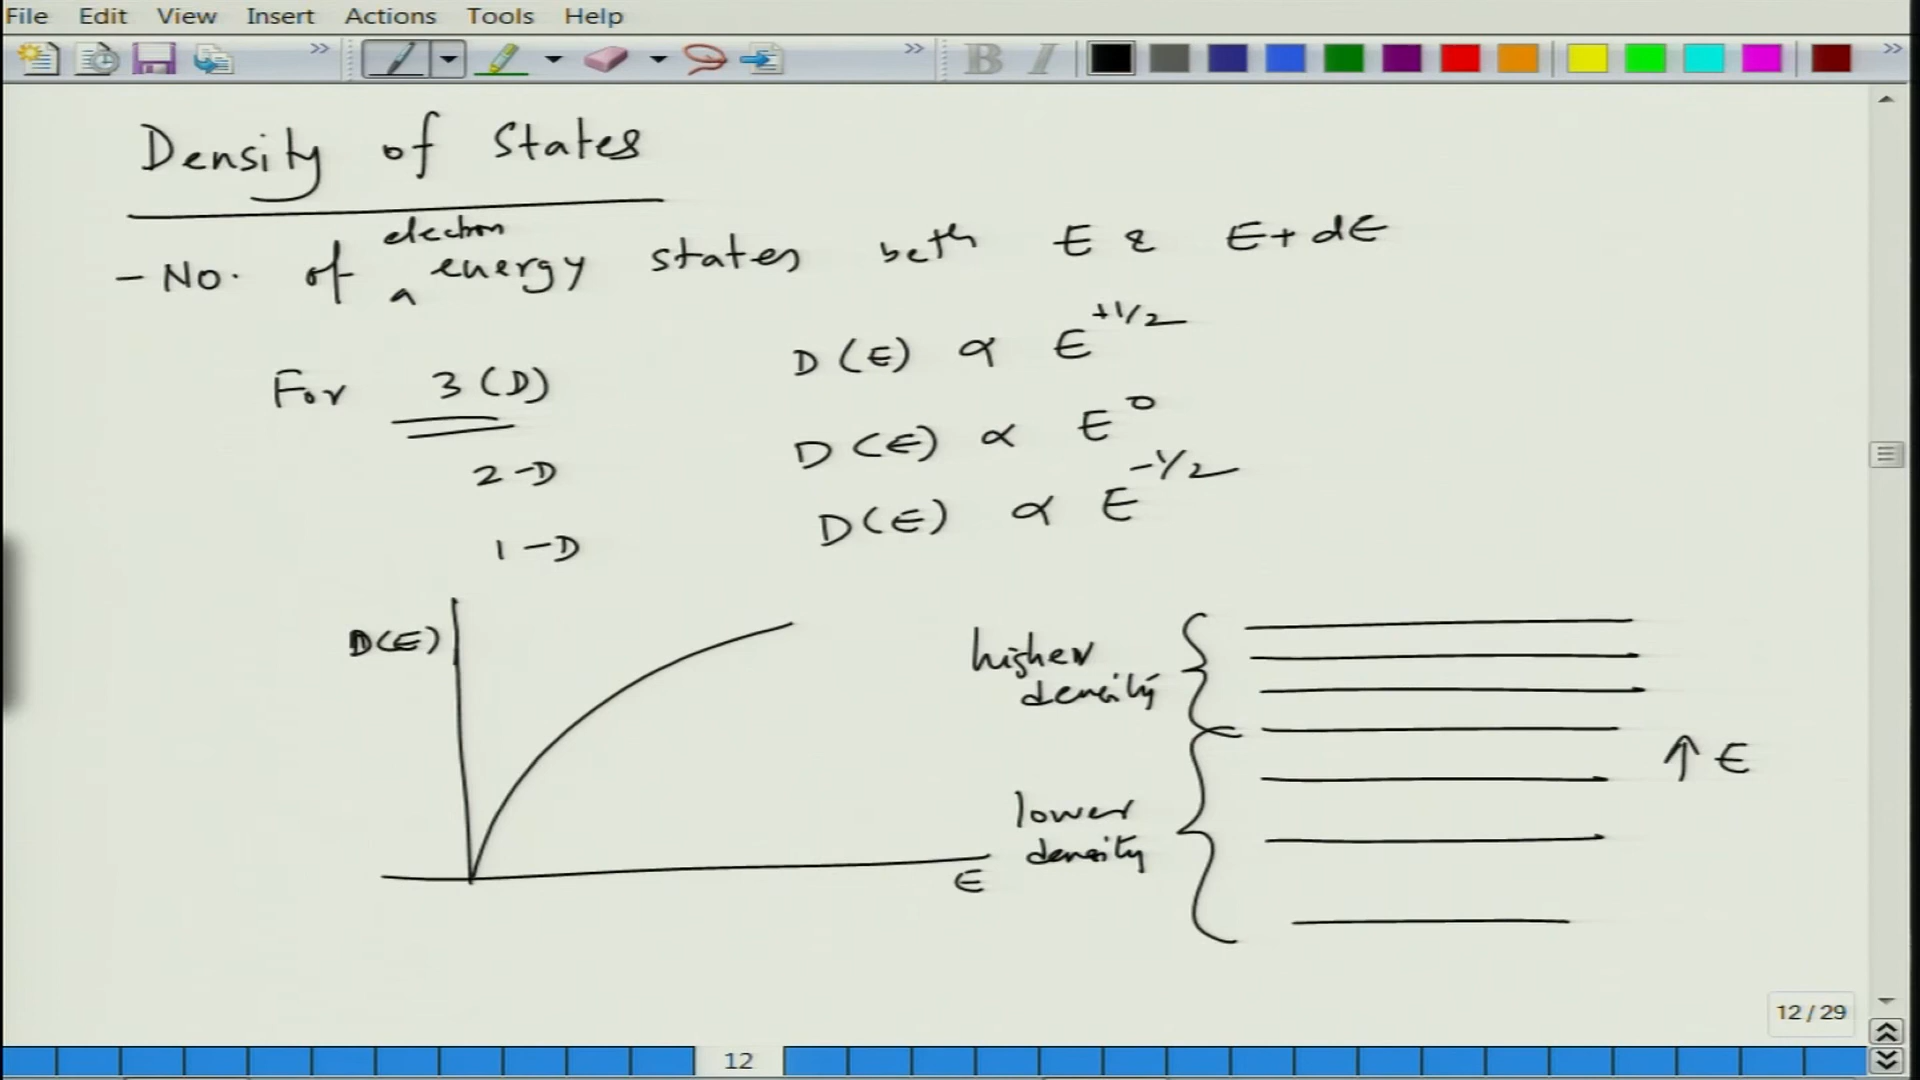 File Edit View Insert Actions Tools Help
B I
Density of States
- No. of electron energy states betn E & E+dE
For 3(D) D(E) ∝ E^+1/2
2-D D(E) ∝ E^0
1-D D(E) ∝ E^-1/2
D(E)
E
higher
density
lower
density
↑ E
12 / 29
12